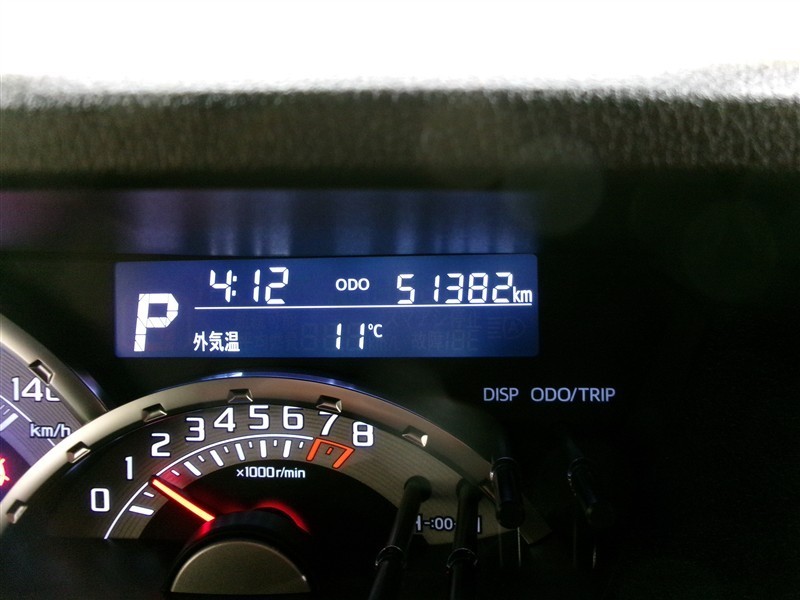 4:12 ODO 51382km
P
外気温 11℃
DISP ODO/TRIP
140
km/h
0 1 2 3 4 5 6 7 8
×1000r/min